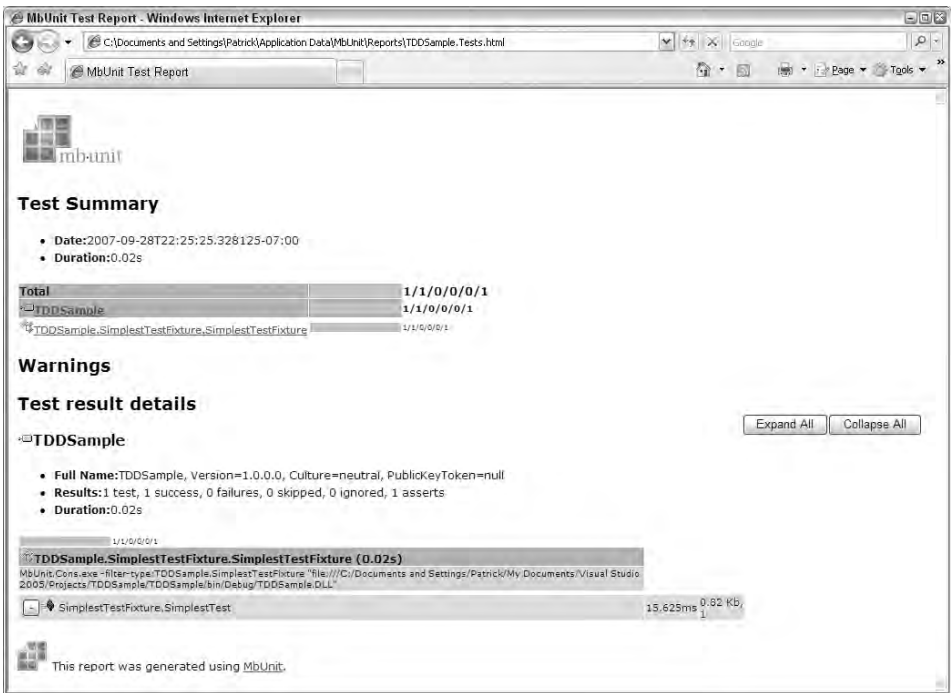 MbUnit Test Report - Windows Internet Explorer
C:\Documents and Settings\Patrick\Application Data\MbUnit\Reports\TDDSample.Tests.html
Google
MbUnit Test Report
Page
Tools
»
mb·unit
Test Summary
• Date:2007-09-28T22:25:25.328125-07:00
• Duration:0.02s
Total 1/1/0/0/0/1
TDDSample 1/1/0/0/0/1
TDDSample.SimplestTestFixture.SimplestTestFixture 1/1/0/0/0/1
Warnings
Test result details
Expand All Collapse All
TDDSample
• Full Name:TDDSample, Version=1.0.0.0, Culture=neutral, PublicKeyToken=null
• Results:1 test, 1 success, 0 failures, 0 skipped, 0 ignored, 1 asserts
• Duration:0.02s
1/1/0/0/0/1
TDDSample.SimplestTestFixture.SimplestTestFixture (0.02s)
MbUnit.Cons.exe -filter-type:TDDSample.SimplestTestFixture "file:///C:/Documents and Settings/Patrick/My Documents/Visual Studio
2005/Projects/TDDSample/TDDSample/bin/Debug/TDDSample.DLL"
- SimplestTestFixture.SimplestTest 15.625ms 0.82 Kb,
1
This report was generated using MbUnit.